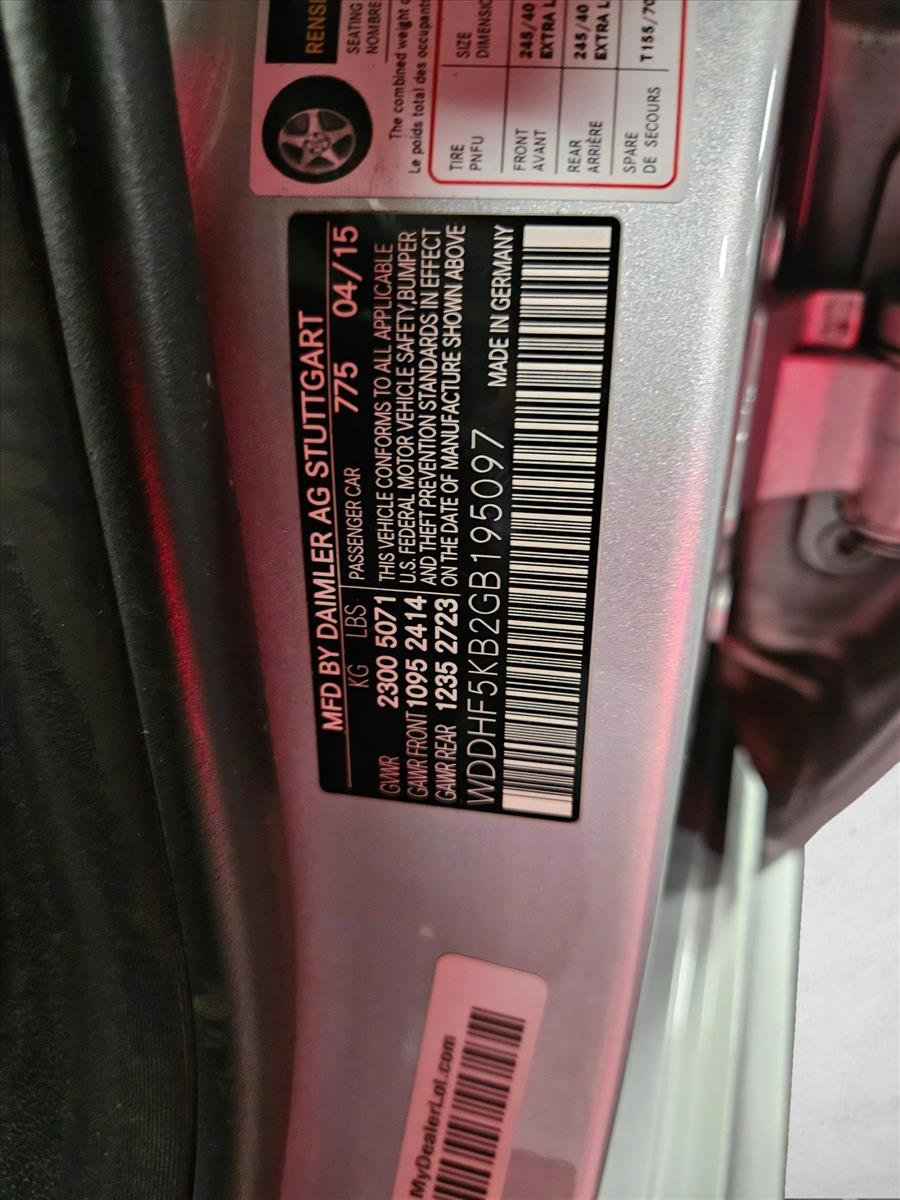 RENSE
SEATING
NOMBRE
The combined weight o
Le poids total des occupants
TIRE SIZE
PNEU DIMENSIO
FRONT 245/40
AVANT EXTRA L
REAR 245/40
ARRIÈRE EXTRA L
SPARE T155/70
DE SECOURS
MFD BY DAIMLER AG STUTTGART
KG LBS PASSENGER CAR 775 04/15
GVWR 2300 5071 THIS VEHICLE CONFORMS TO ALL APPLICABLE
GAWR FRONT 1095 2414 U.S. FEDERAL MOTOR VEHICLE SAFETY, BUMPER
GAWR REAR 1235 2723 AND THEFT PREVENTION STANDARDS IN EFFECT
ON THE DATE OF MANUFACTURE SHOWN ABOVE
WDDHF5KB2GB195097 MADE IN GERMANY
MyDealerLot.com